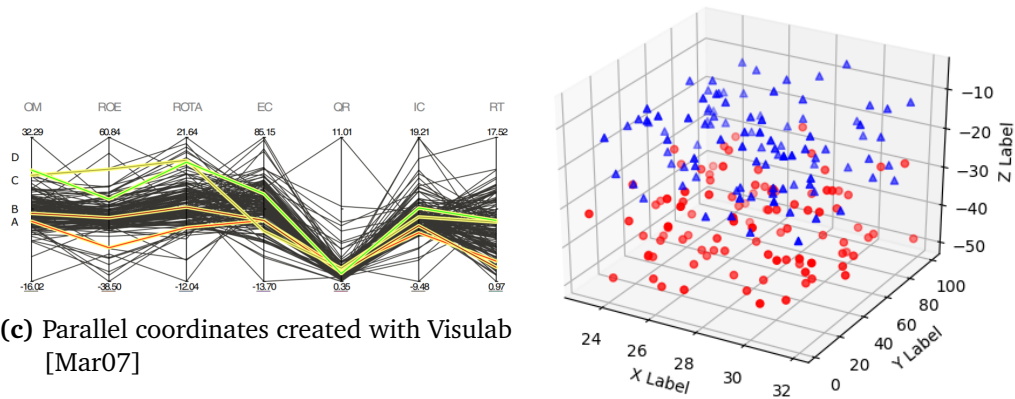 OM ROE ROTA EC QR IC RT
32.29 60.84 21.64 85.15 11.01 19.21 17.52
D
C
B
A
-16.02 -36.50 -12.04 -13.70 0.35 -9.48 0.97
(c) Parallel coordinates created with Visulab
[Mar07]
−10
−20
−30
−40
−50
Z Label
24 26 28 30 32
X Label
0 20 40 60 80 100
Y Label